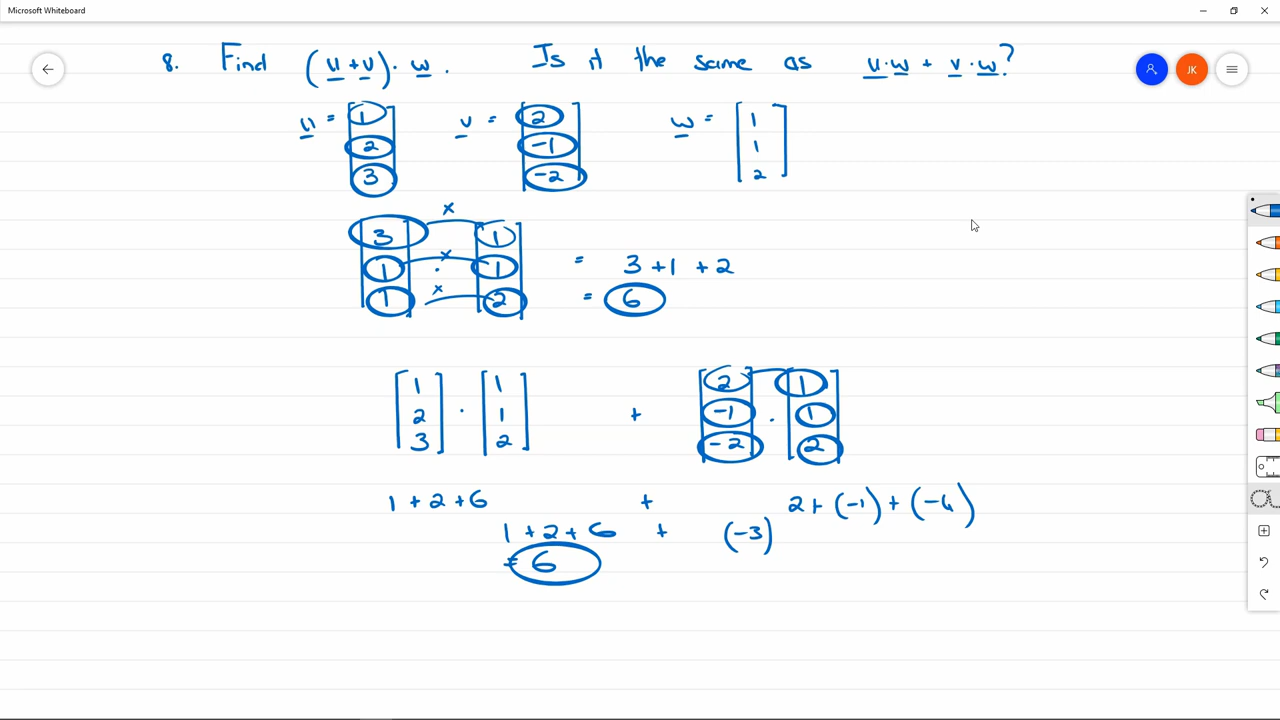 Microsoft Whiteboard
8. Find (u + v) · w. Is it the same as u·w + v·w?
JK
u = [1 2 3] v = [2 -1 -2] w = [1 1 2]
x
[3 1 1] · [1 1 2] = 3 + 1 + 2
x
x
= 6
[1 2 3] · [1 1 2] + [2 -1 -2] · [1 1 2]
1 + 2 + 6 + 2 + (-1) + (-4)
1 + 2 + 6 + (-3)
= 6